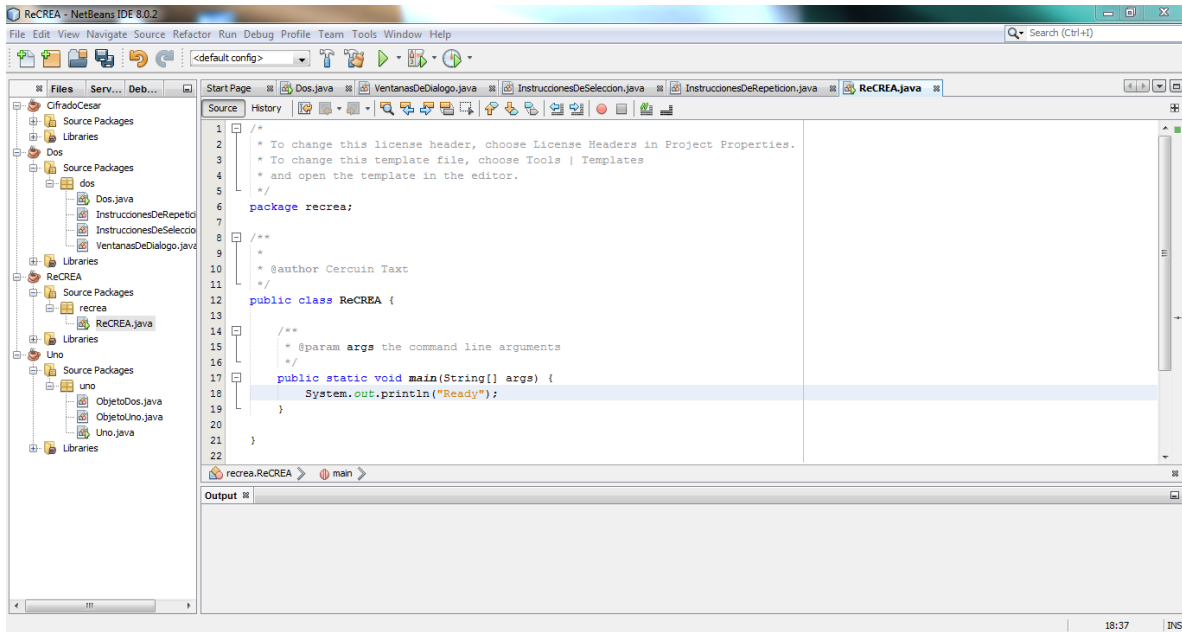 ReCREA - NetBeans IDE 8.0.2
File Edit View Navigate Source Refactor Run Debug Profile Team Tools Window Help
Search (Ctrl+I)
<default config>
Files Serv... Deb...
CifradoCesar
Source Packages
Libraries
Dos
Source Packages
dos
Dos.java
InstruccionesDeRepetici
InstruccionesDeSeleccio
VentanasDeDialogo.java
Libraries
ReCREA
Source Packages
recrea
ReCREA.java
Libraries
Uno
Source Packages
uno
ObjetoDos.java
ObjetoUno.java
Uno.java
Libraries
Start Page Dos.java VentanasDeDialogo.java InstruccionesDeSeleccion.java InstruccionesDeRepeticion.java ReCREA.java
Source History
1 /*
2 * To change this license header, choose License Headers in Project Properties.
3 * To change this template file, choose Tools | Templates
4 * and open the template in the editor.
5 */
6 package recrea;
7
8 /**
9 *
10 * @author Cercuin Taxt
11 */
12 public class ReCREA {
13
14 /**
15 * @param args the command line arguments
16 */
17 public static void main(String[] args) {
18 System.out.println("Ready");
19 }
20
21 }
22
recrea.ReCREA main
Output
18:37 INS